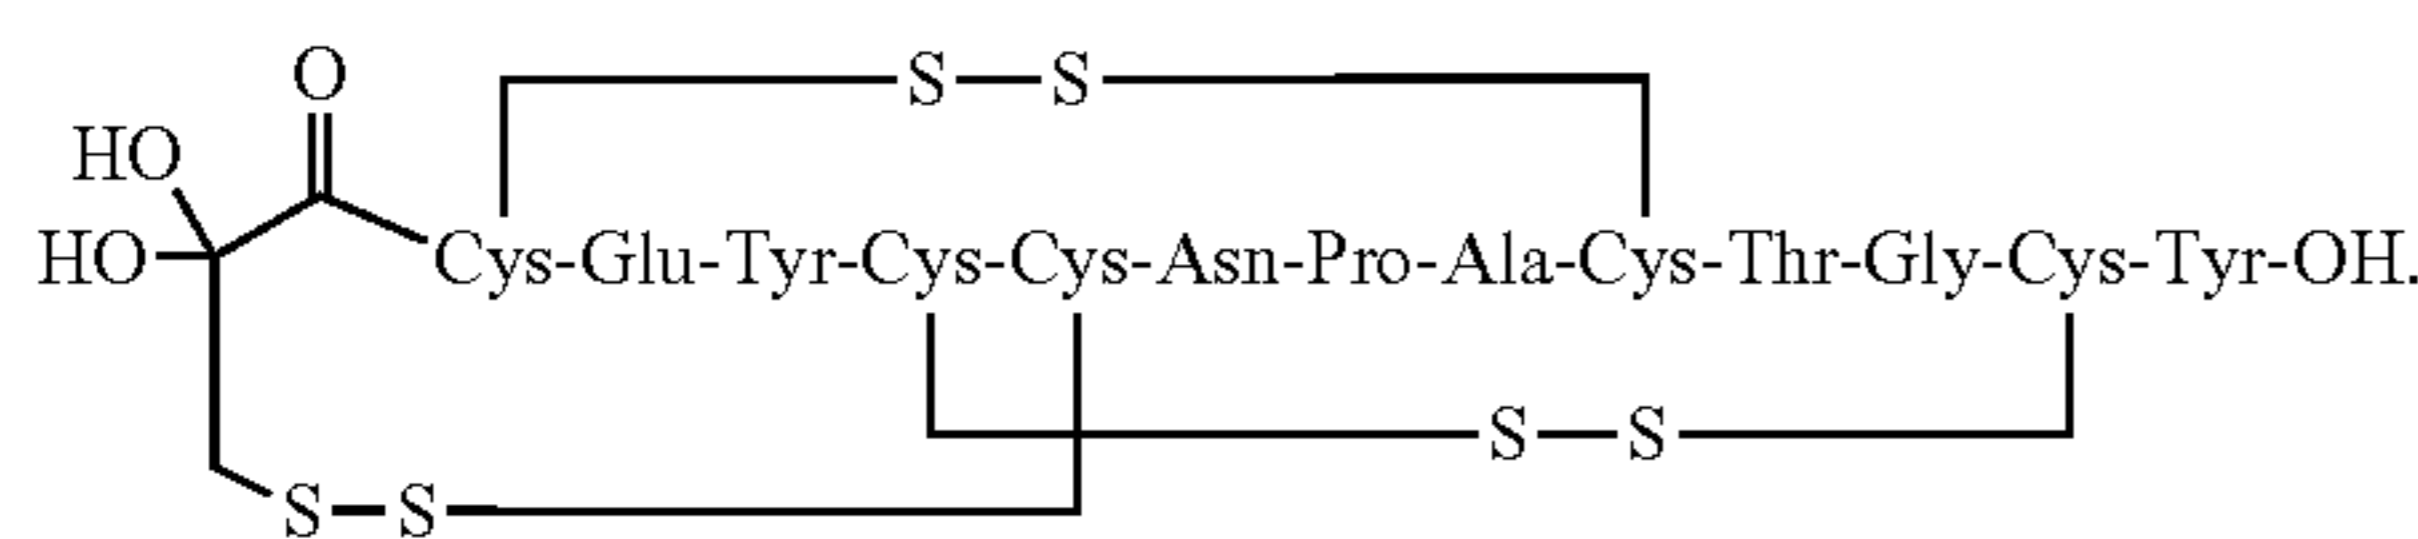 O
S—S
HO
HO
Cys-Glu-Tyr-Cys-Cys-Asn-Pro-Ala-Cys-Thr-Gly-Cys-Tyr-OH.
S—S
S—S